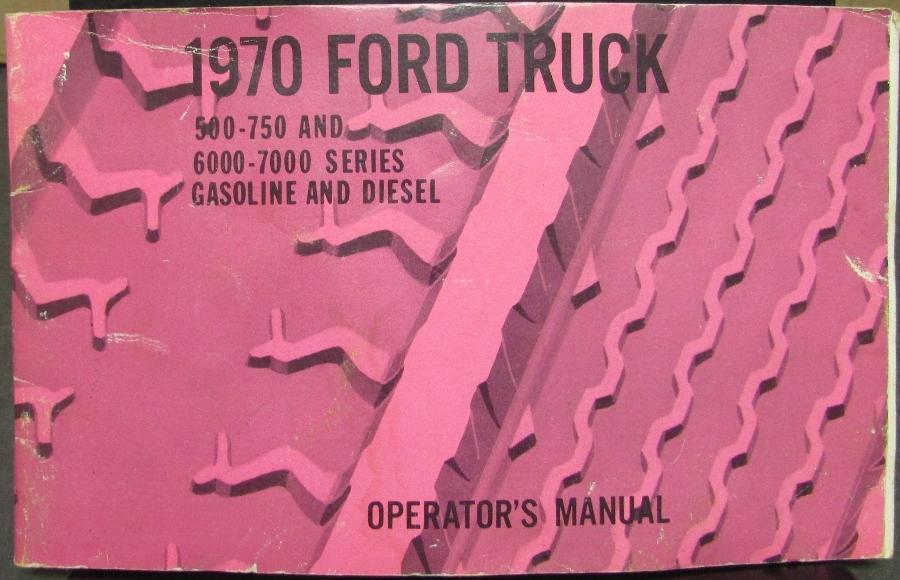 1970 FORD TRUCK
500-750 AND
6000-7000 SERIES
GASOLINE AND DIESEL
OPERATOR'S MANUAL